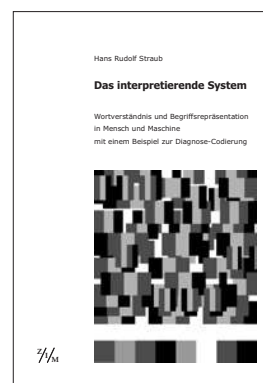 Hans Rudolf Straub
Das interpretierende System
Wortverständnis und Begriffsrepräsentation
in Mensch und Maschine
mit einem Beispiel zur Diagnose-Codierung
Z/I/M